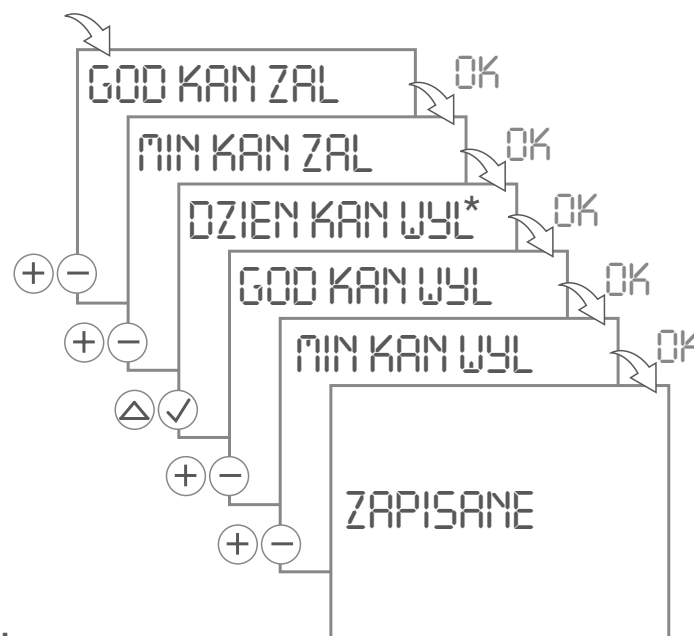 GOD KAN ZAL
OK
MIN KAN ZAL
OK
DZIEN KAN WYL*
OK
GOD KAN WYL
OK
MIN KAN WYL
OK
ZAPISANE